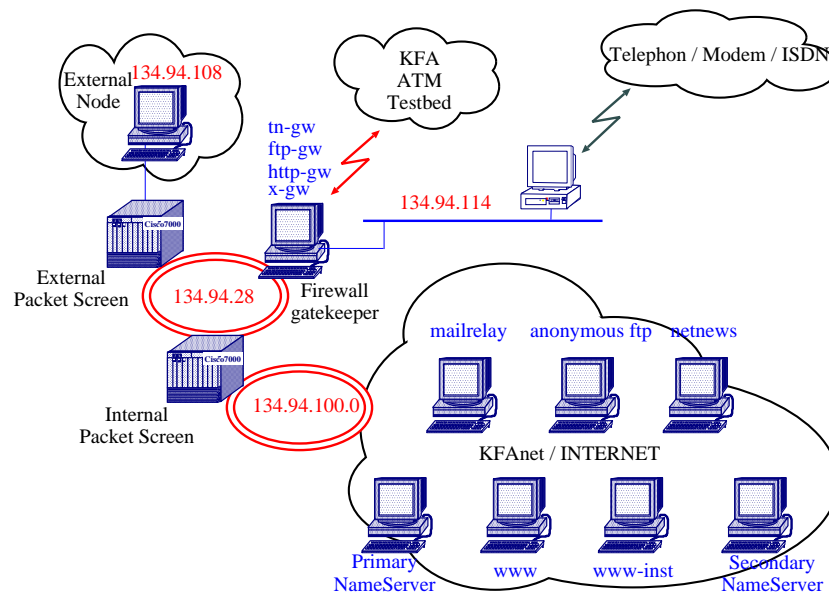 External
Node
134.94.108
KFA
ATM
Testbed
Telephon / Modem / ISDN
tn-gw
ftp-gw
http-gw
x-gw
134.94.114
Cisco7000
External
Packet Screen
134.94.28
Firewall
gatekeeper
Cisco7000
Internal
Packet Screen
134.94.100.0
mailrelay
anonymous ftp
netnews
KFAnet / INTERNET
Primary
NameServer
www
www-inst
Secondary
NameServer